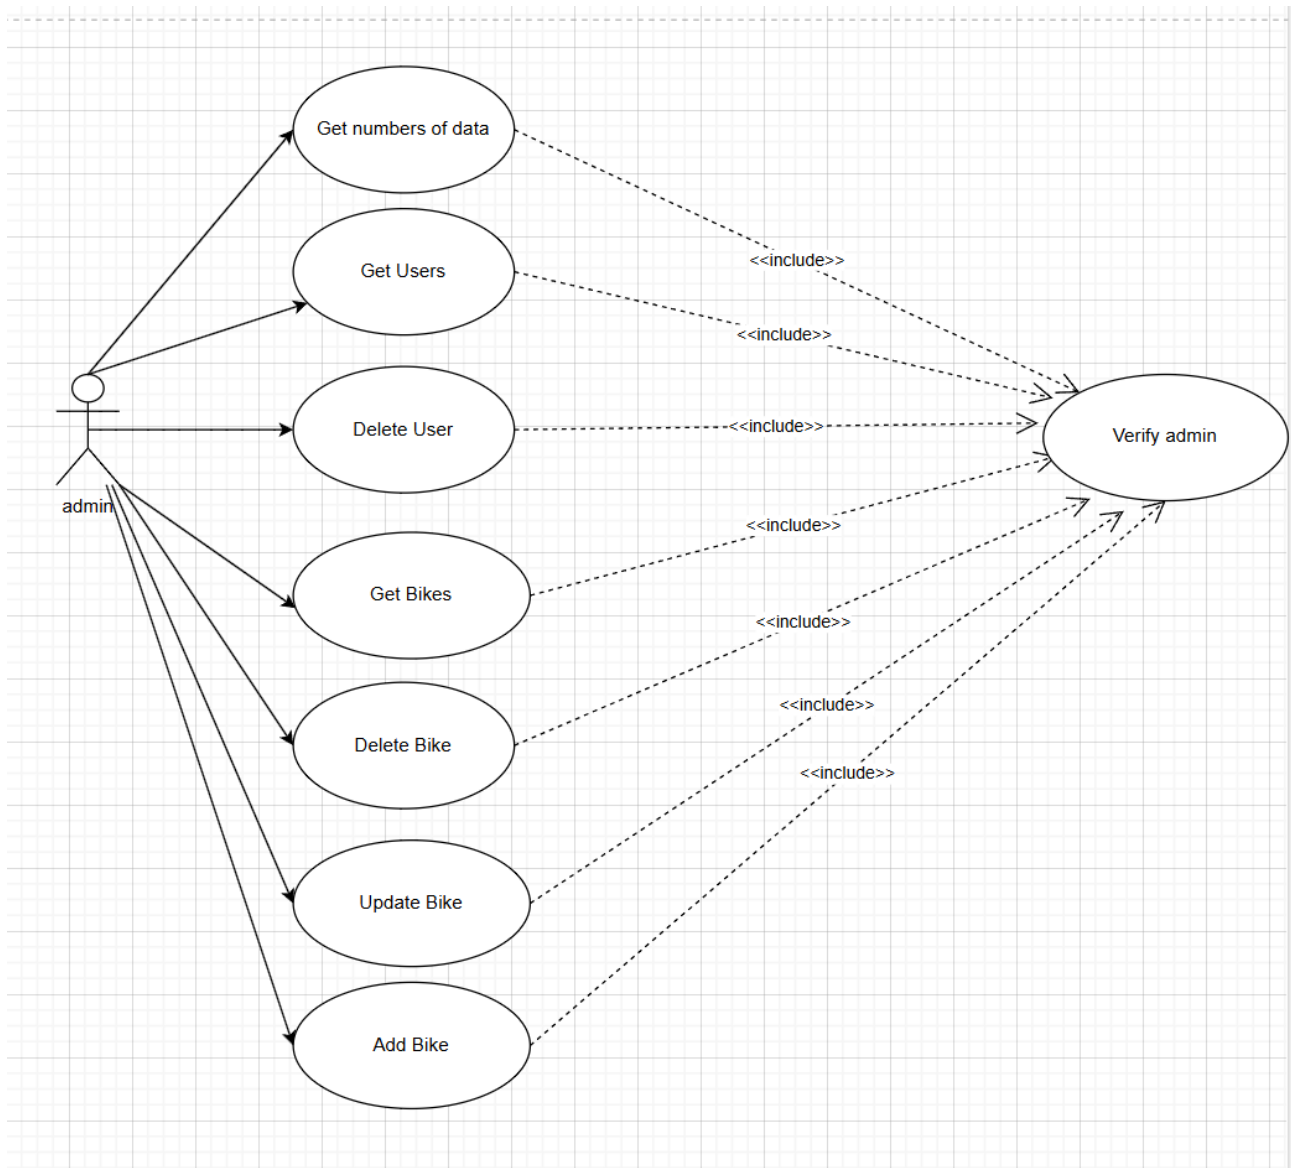 Get numbers of data
<<include>>
Get Users
<<include>>
Delete User
<<include>>
Verify admin
admin
<<include>>
Get Bikes
<<include>>
Delete Bike
<<include>>
<<include>>
Update Bike
Add Bike